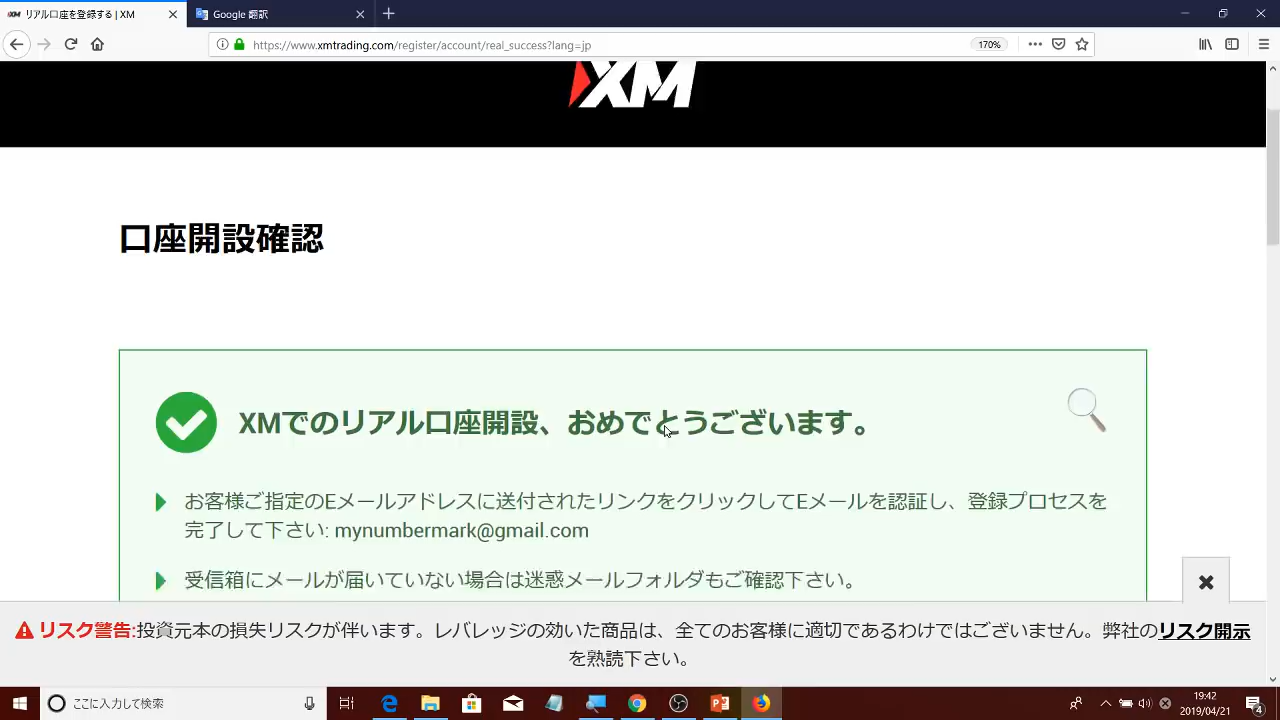 リアル口座を登録する | XM
Google 翻訳
https://www.xmtrading.com/register/account/real_success?lang=jp
170%
XM
口座開設確認
XMでのリアル口座開設、おめでとうございます。
お客様ご指定のEメールアドレスに送付されたリンクをクリックしてEメールを認証し、登録プロセスを
完了して下さい: mynumbermark@gmail.com
受信箱にメールが届いていない場合は迷惑メールフォルダもご確認下さい。
リスク警告:投資元本の損失リスクが伴います。レバレッジの効いた商品は、全てのお客様に適切であるわけではございません。弊社のリスク開示
を熟読下さい。
ここに入力して検索
19:42
2019/04/21
4